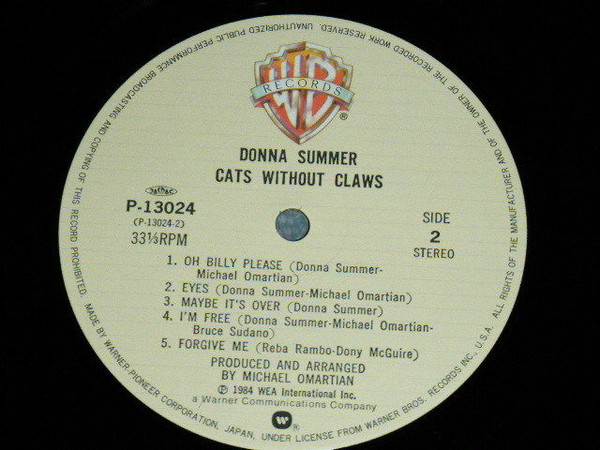 WB
RECORDS
®
DONNA SUMMER
CATS WITHOUT CLAWS
P-13024
(P-13024-2)
33⅓RPM
SIDE
2
STEREO
1. OH BILLY PLEASE (Donna Summer-
Michael Omartian)
2. EYES (Donna Summer-Michael Omartian)
3. MAYBE IT'S OVER (Donna Summer)
4. I'M FREE (Donna Summer-Michael Omartian-
Bruce Sudano)
5. FORGIVE ME (Reba Rambo-Dony McGuire)
PRODUCED AND ARRANGED
BY MICHAEL OMARTIAN
℗ 1984 WEA International Inc.
a Warner Communications Company
W®.
MADE BY WARNER-PIONEER CORPORATION, JAPAN, UNDER LICENSE FROM WARNER BROS. RECORDS INC., U.S.A. ALL RIGHTS OF THE MANUFACTURER AND OF THE OWNER OF THE RECORDED WORK RESERVED. UNAUTHORIZED PUBLIC PERFORMANCE BROADCASTING AND COPYING OF THIS RECORD PROHIBITED.